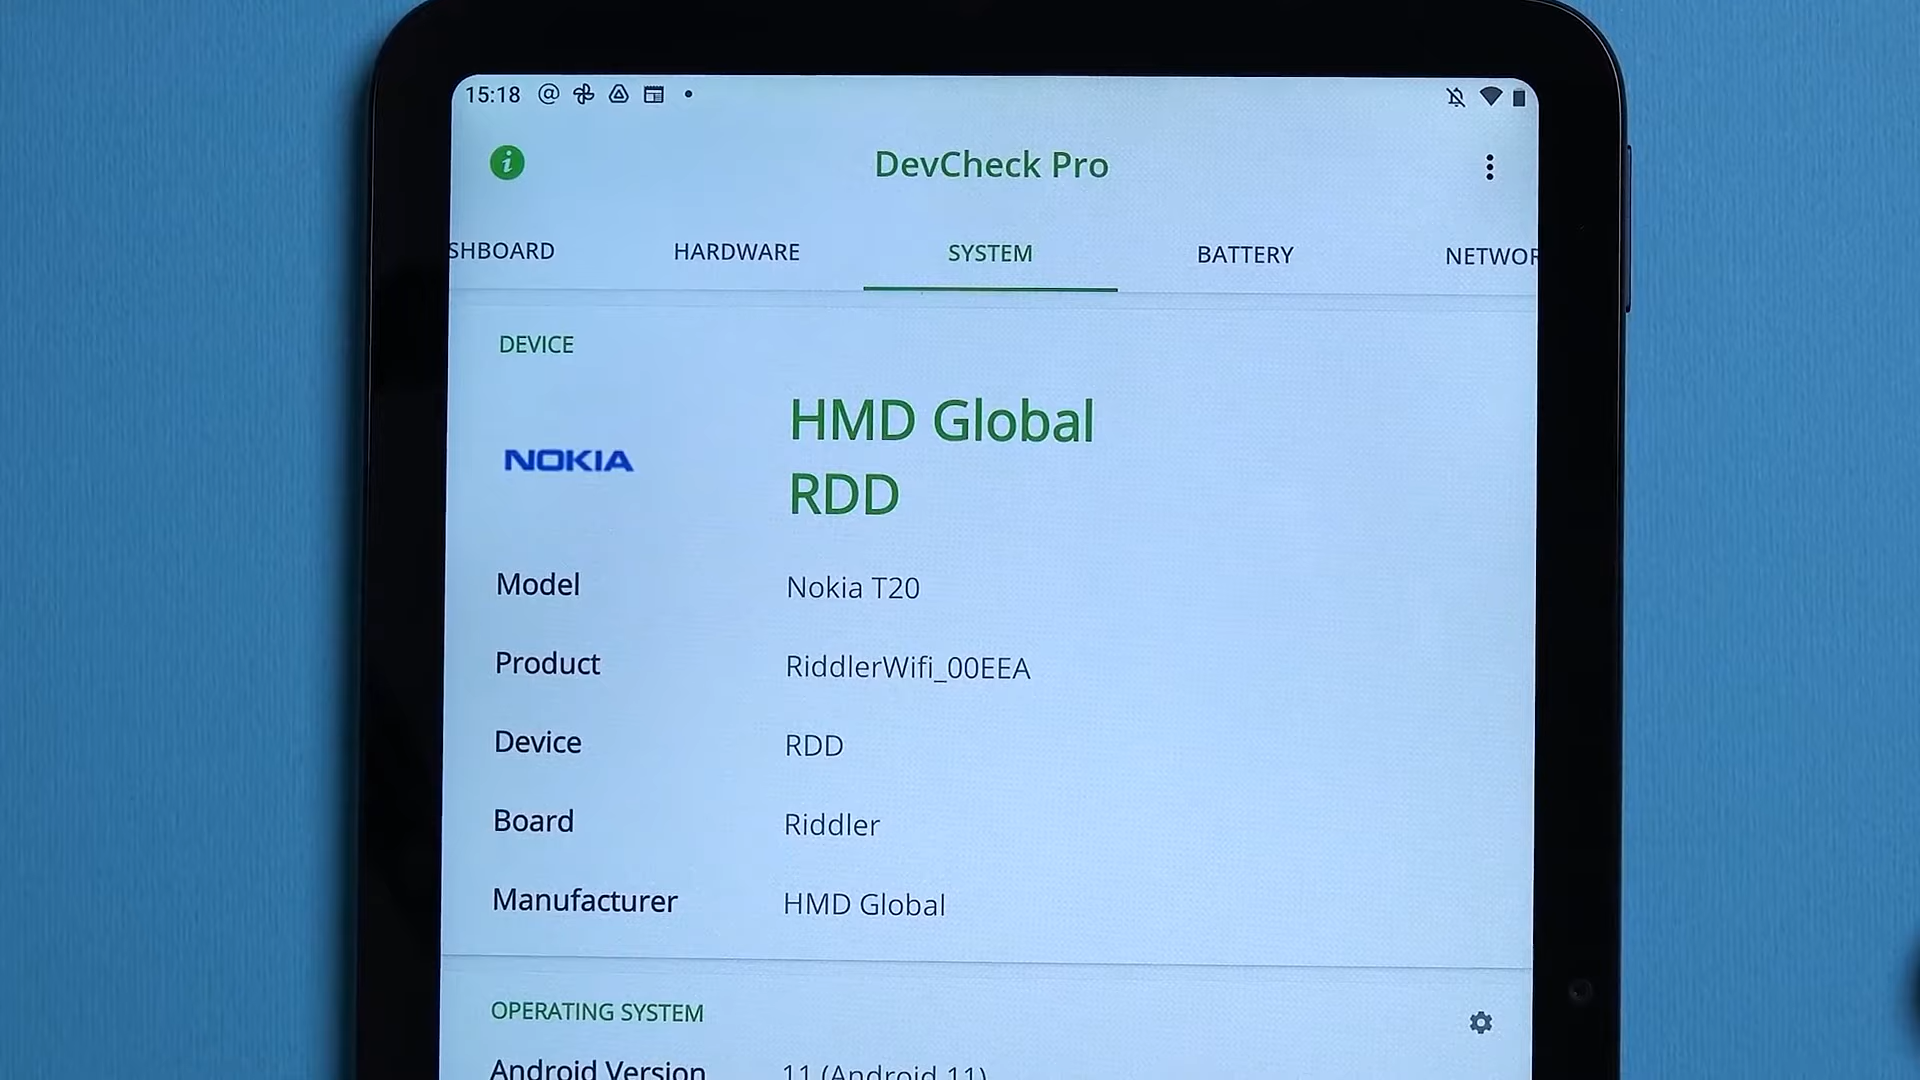 15:18
DevCheck Pro
SHBOARD HARDWARE SYSTEM BATTERY NETWOR
DEVICE
NOKIA
HMD Global
RDD
Model Nokia T20
Product RiddlerWifi_00EEA
Device RDD
Board Riddler
Manufacturer HMD Global
OPERATING SYSTEM
Android Version 11 (Android 11)